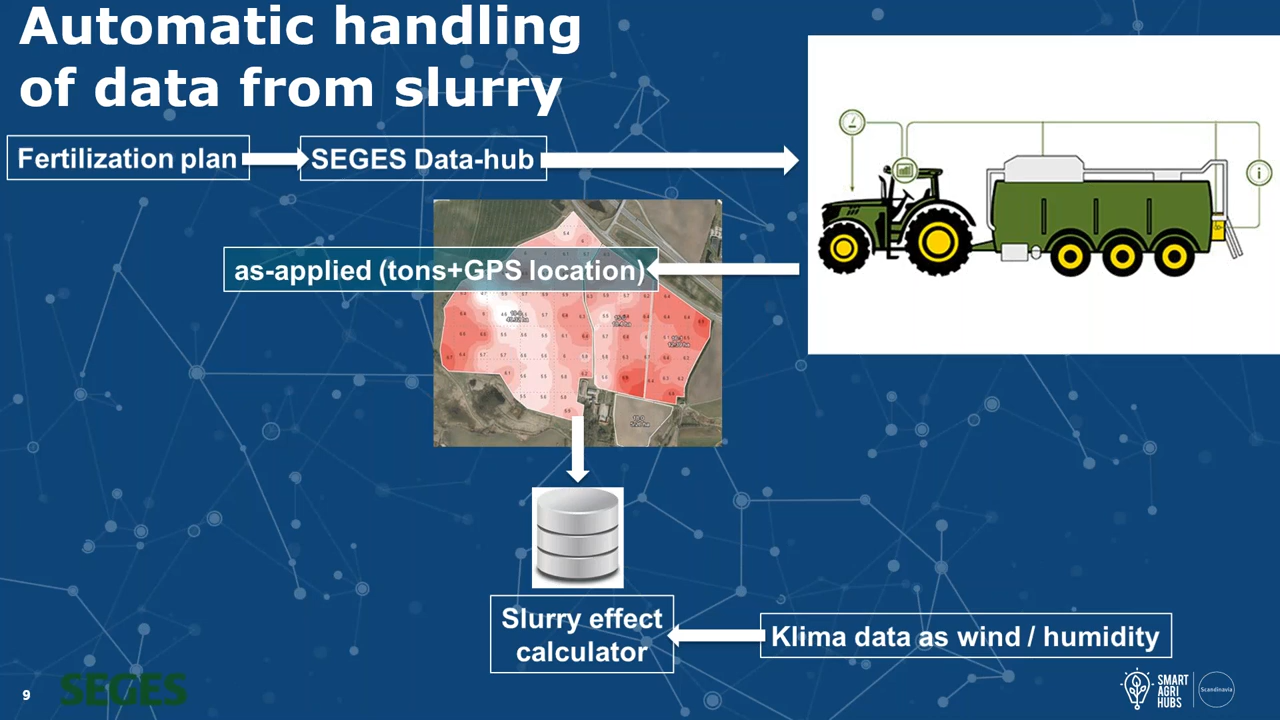 Automatic handling
of data from slurry
Fertilization plan
SEGES Data-hub
as-applied (tons+GPS location)
Slurry effect
calculator
Klima data as wind / humidity
9
SEGES
SMART
AGRI
HUBS
Scandinavia